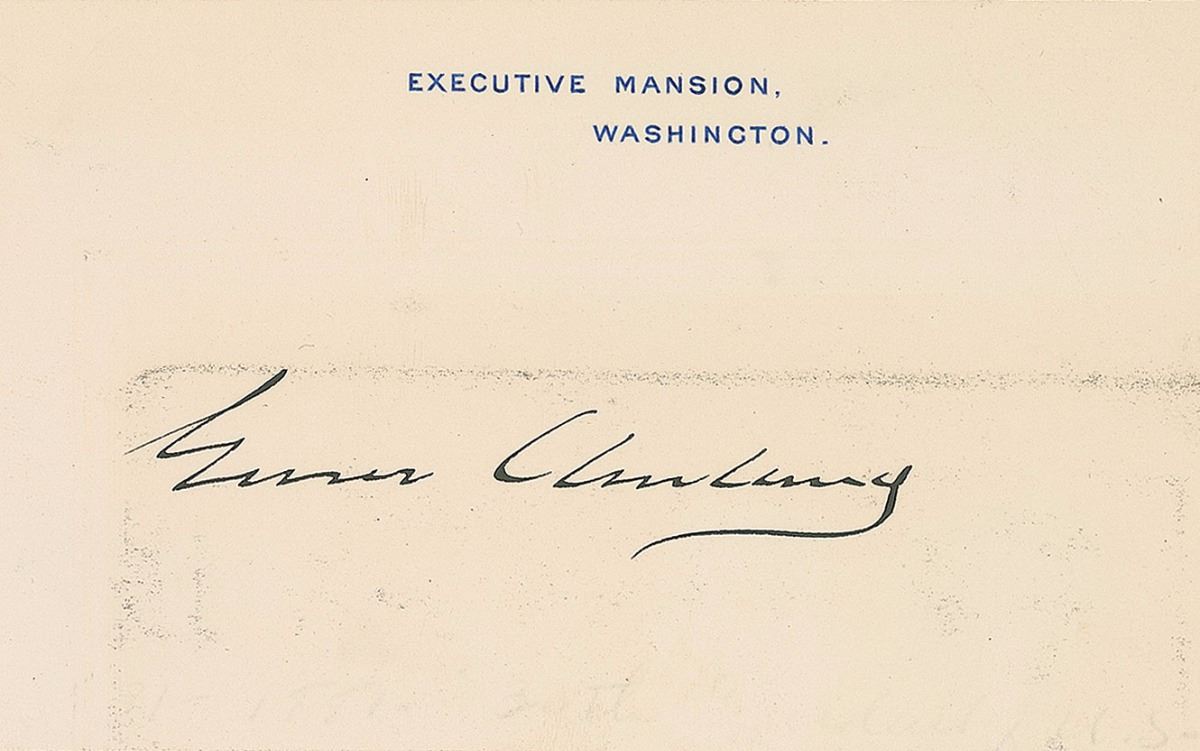 EXECUTIVE MANSION,
WASHINGTON.
Grover Cleveland